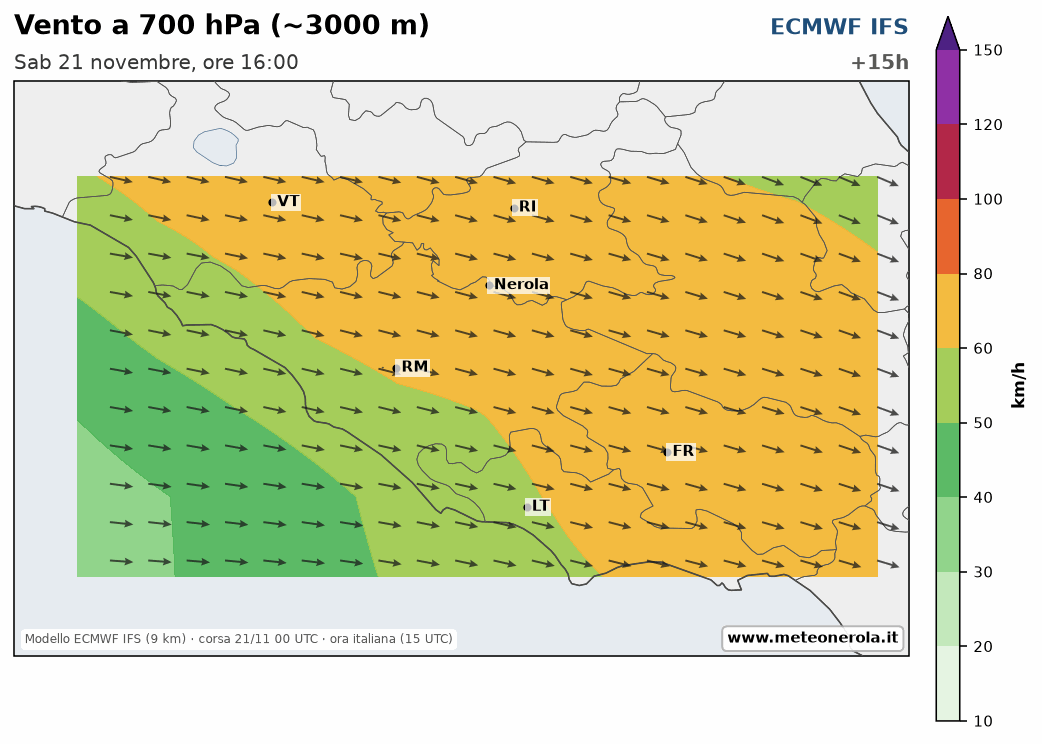 Vento a 700 hPa (~3000 m)
ECMWF IFS
Sab 21 novembre, ore 16:00
+15h
VT
RI
Nerola
RM
FR
LT
150
120
100
80
60
50
40
30
20
10
km/h
Modello ECMWF IFS (9 km) · corsa 21/11 00 UTC · ora italiana (15 UTC)
www.meteonerola.it